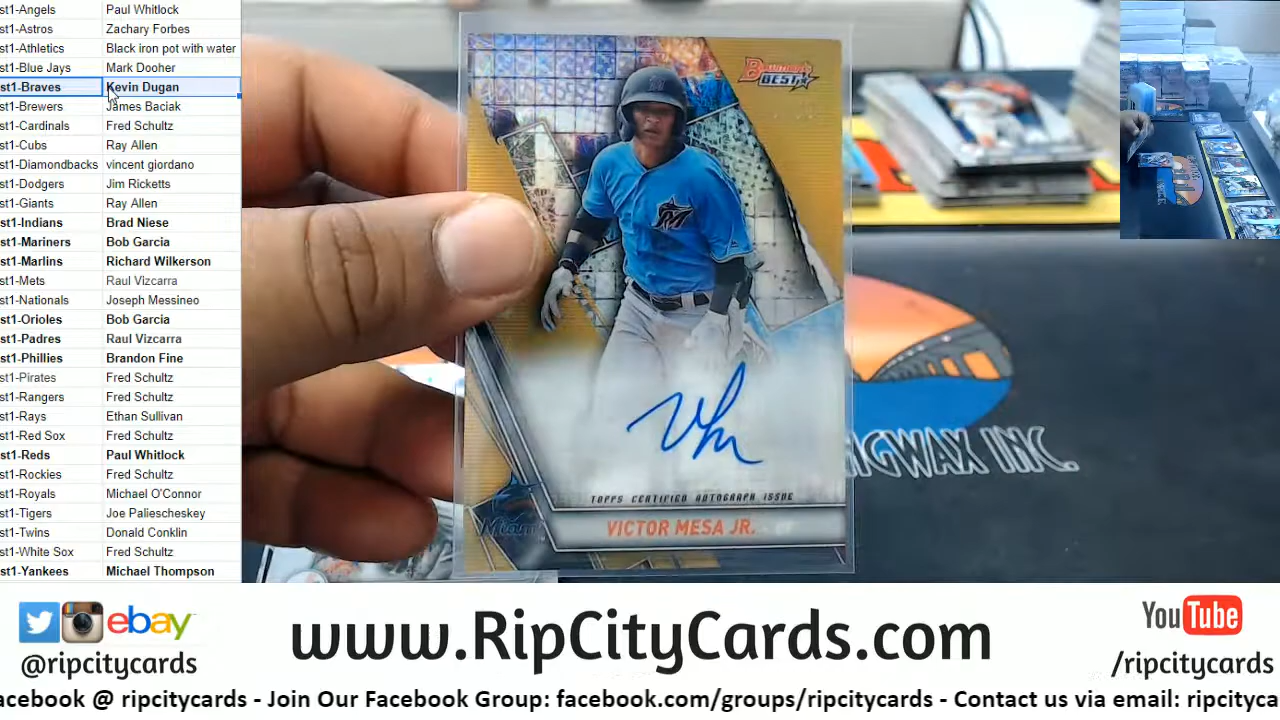 st1-Angels Paul Whitlock
st1-Astros Zachary Forbes
st1-Athletics Black iron pot with water
st1-Blue Jays Mark Dooher
st1-Braves Kevin Dugan
st1-Brewers James Baciak
st1-Cardinals Fred Schultz
st1-Cubs Ray Allen
st1-Diamondbacks vincent giordano
st1-Dodgers Jim Ricketts
st1-Giants Ray Allen
st1-Indians Brad Niese
st1-Mariners Bob Garcia
st1-Marlins Richard Wilkerson
st1-Mets Raul Vizcarra
st1-Nationals Joseph Messineo
st1-Orioles Bob Garcia
st1-Padres Raul Vizcarra
st1-Phillies Brandon Fine
st1-Pirates Fred Schultz
st1-Rangers Fred Schultz
st1-Rays Ethan Sullivan
st1-Red Sox Fred Schultz
st1-Reds Paul Whitlock
st1-Rockies Fred Schultz
st1-Royals Michael O'Connor
st1-Tigers Joe Paliescheskey
st1-Twins Donald Conklin
st1-White Sox Fred Schultz
st1-Yankees Michael Thompson
Bowman's
BEST
M
TOPPS CERTIFIED AUTOGRAPH ISSUE
Miami
VICTOR MESA JR.
NGWAX INC.
ebay
@ripcitycards
www.RipCityCards.com
YouTube
/ripcitycards
acebook @ ripcitycards - Join Our Facebook Group: facebook.com/groups/ripcitycards - Contact us via email: ripcityca